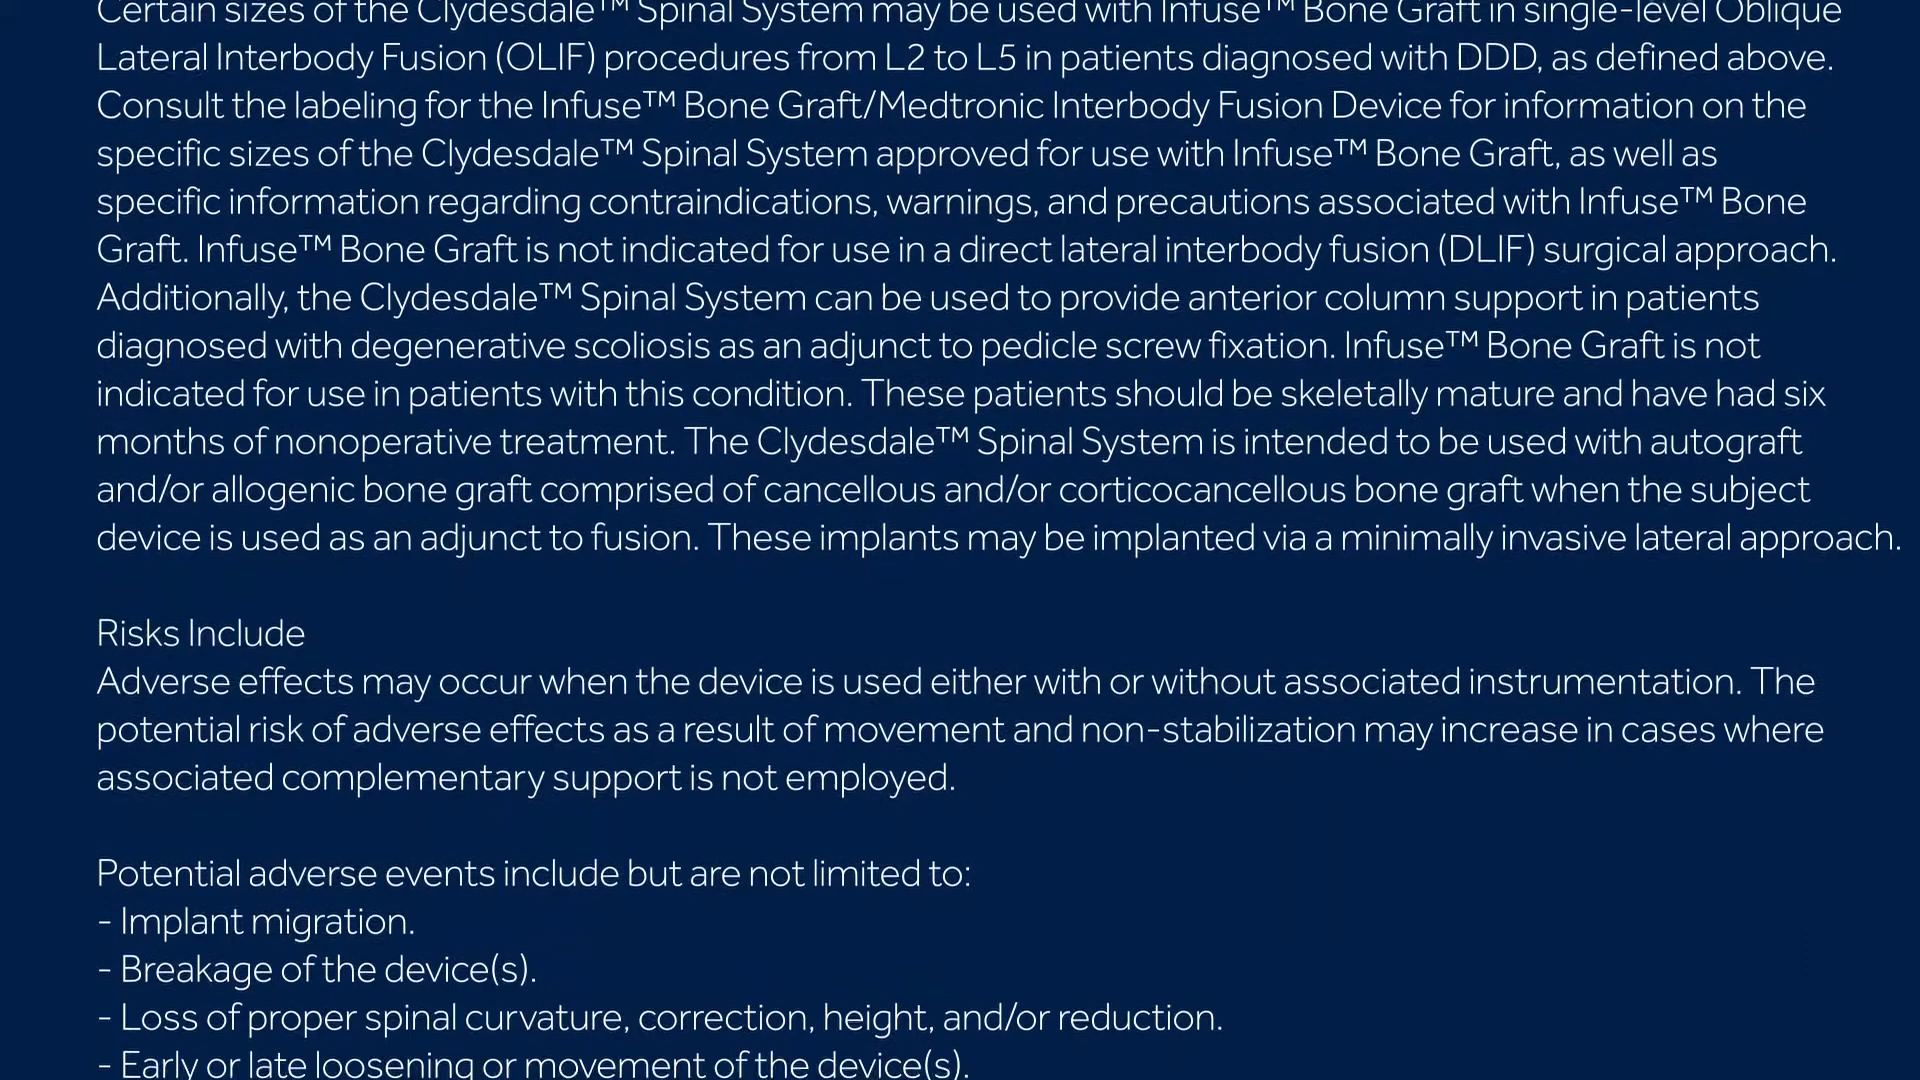 Certain sizes of the Clydesdale™ Spinal System may be used with Infuse™ Bone Graft in single-level Oblique
Lateral Interbody Fusion (OLIF) procedures from L2 to L5 in patients diagnosed with DDD, as defined above.
Consult the labeling for the Infuse™ Bone Graft/Medtronic Interbody Fusion Device for information on the
specific sizes of the Clydesdale™ Spinal System approved for use with Infuse™ Bone Graft, as well as
specific information regarding contraindications, warnings, and precautions associated with Infuse™ Bone
Graft. Infuse™ Bone Graft is not indicated for use in a direct lateral interbody fusion (DLIF) surgical approach.
Additionally, the Clydesdale™ Spinal System can be used to provide anterior column support in patients
diagnosed with degenerative scoliosis as an adjunct to pedicle screw fixation. Infuse™ Bone Graft is not
indicated for use in patients with this condition. These patients should be skeletally mature and have had six
months of nonoperative treatment. The Clydesdale™ Spinal System is intended to be used with autograft
and/or allogenic bone graft comprised of cancellous and/or corticocancellous bone graft when the subject
device is used as an adjunct to fusion. These implants may be implanted via a minimally invasive lateral approach.
Risks Include
Adverse effects may occur when the device is used either with or without associated instrumentation. The
potential risk of adverse effects as a result of movement and non-stabilization may increase in cases where
associated complementary support is not employed.
Potential adverse events include but are not limited to:
- Implant migration.
- Breakage of the device(s).
- Loss of proper spinal curvature, correction, height, and/or reduction.
- Early or late loosening or movement of the device(s).